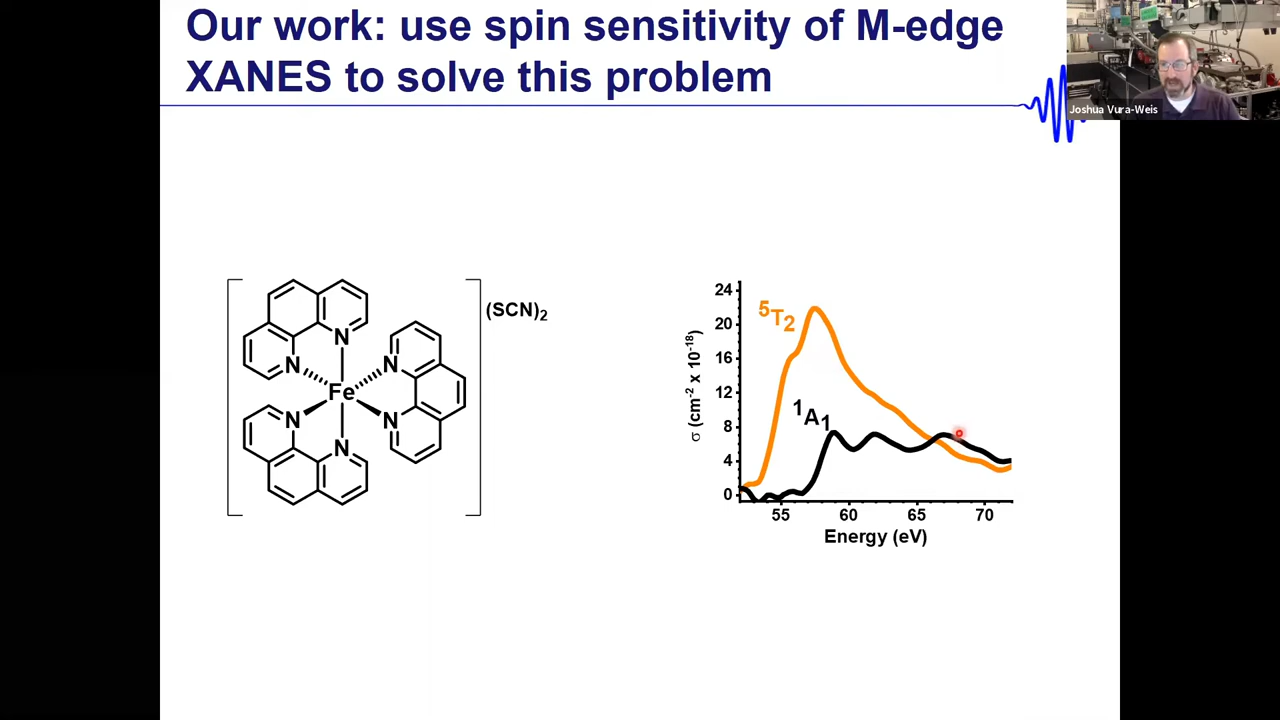 Our work: use spin sensitivity of M-edge
XANES to solve this problem
Joshua Vura-Weis
(SCN)2
N
N
N
Fe
N
N
N
24
20
16
12
8
4
0
σ (cm-2 x 10-18)
5T2
1A1
55
60
65
70
Energy (eV)